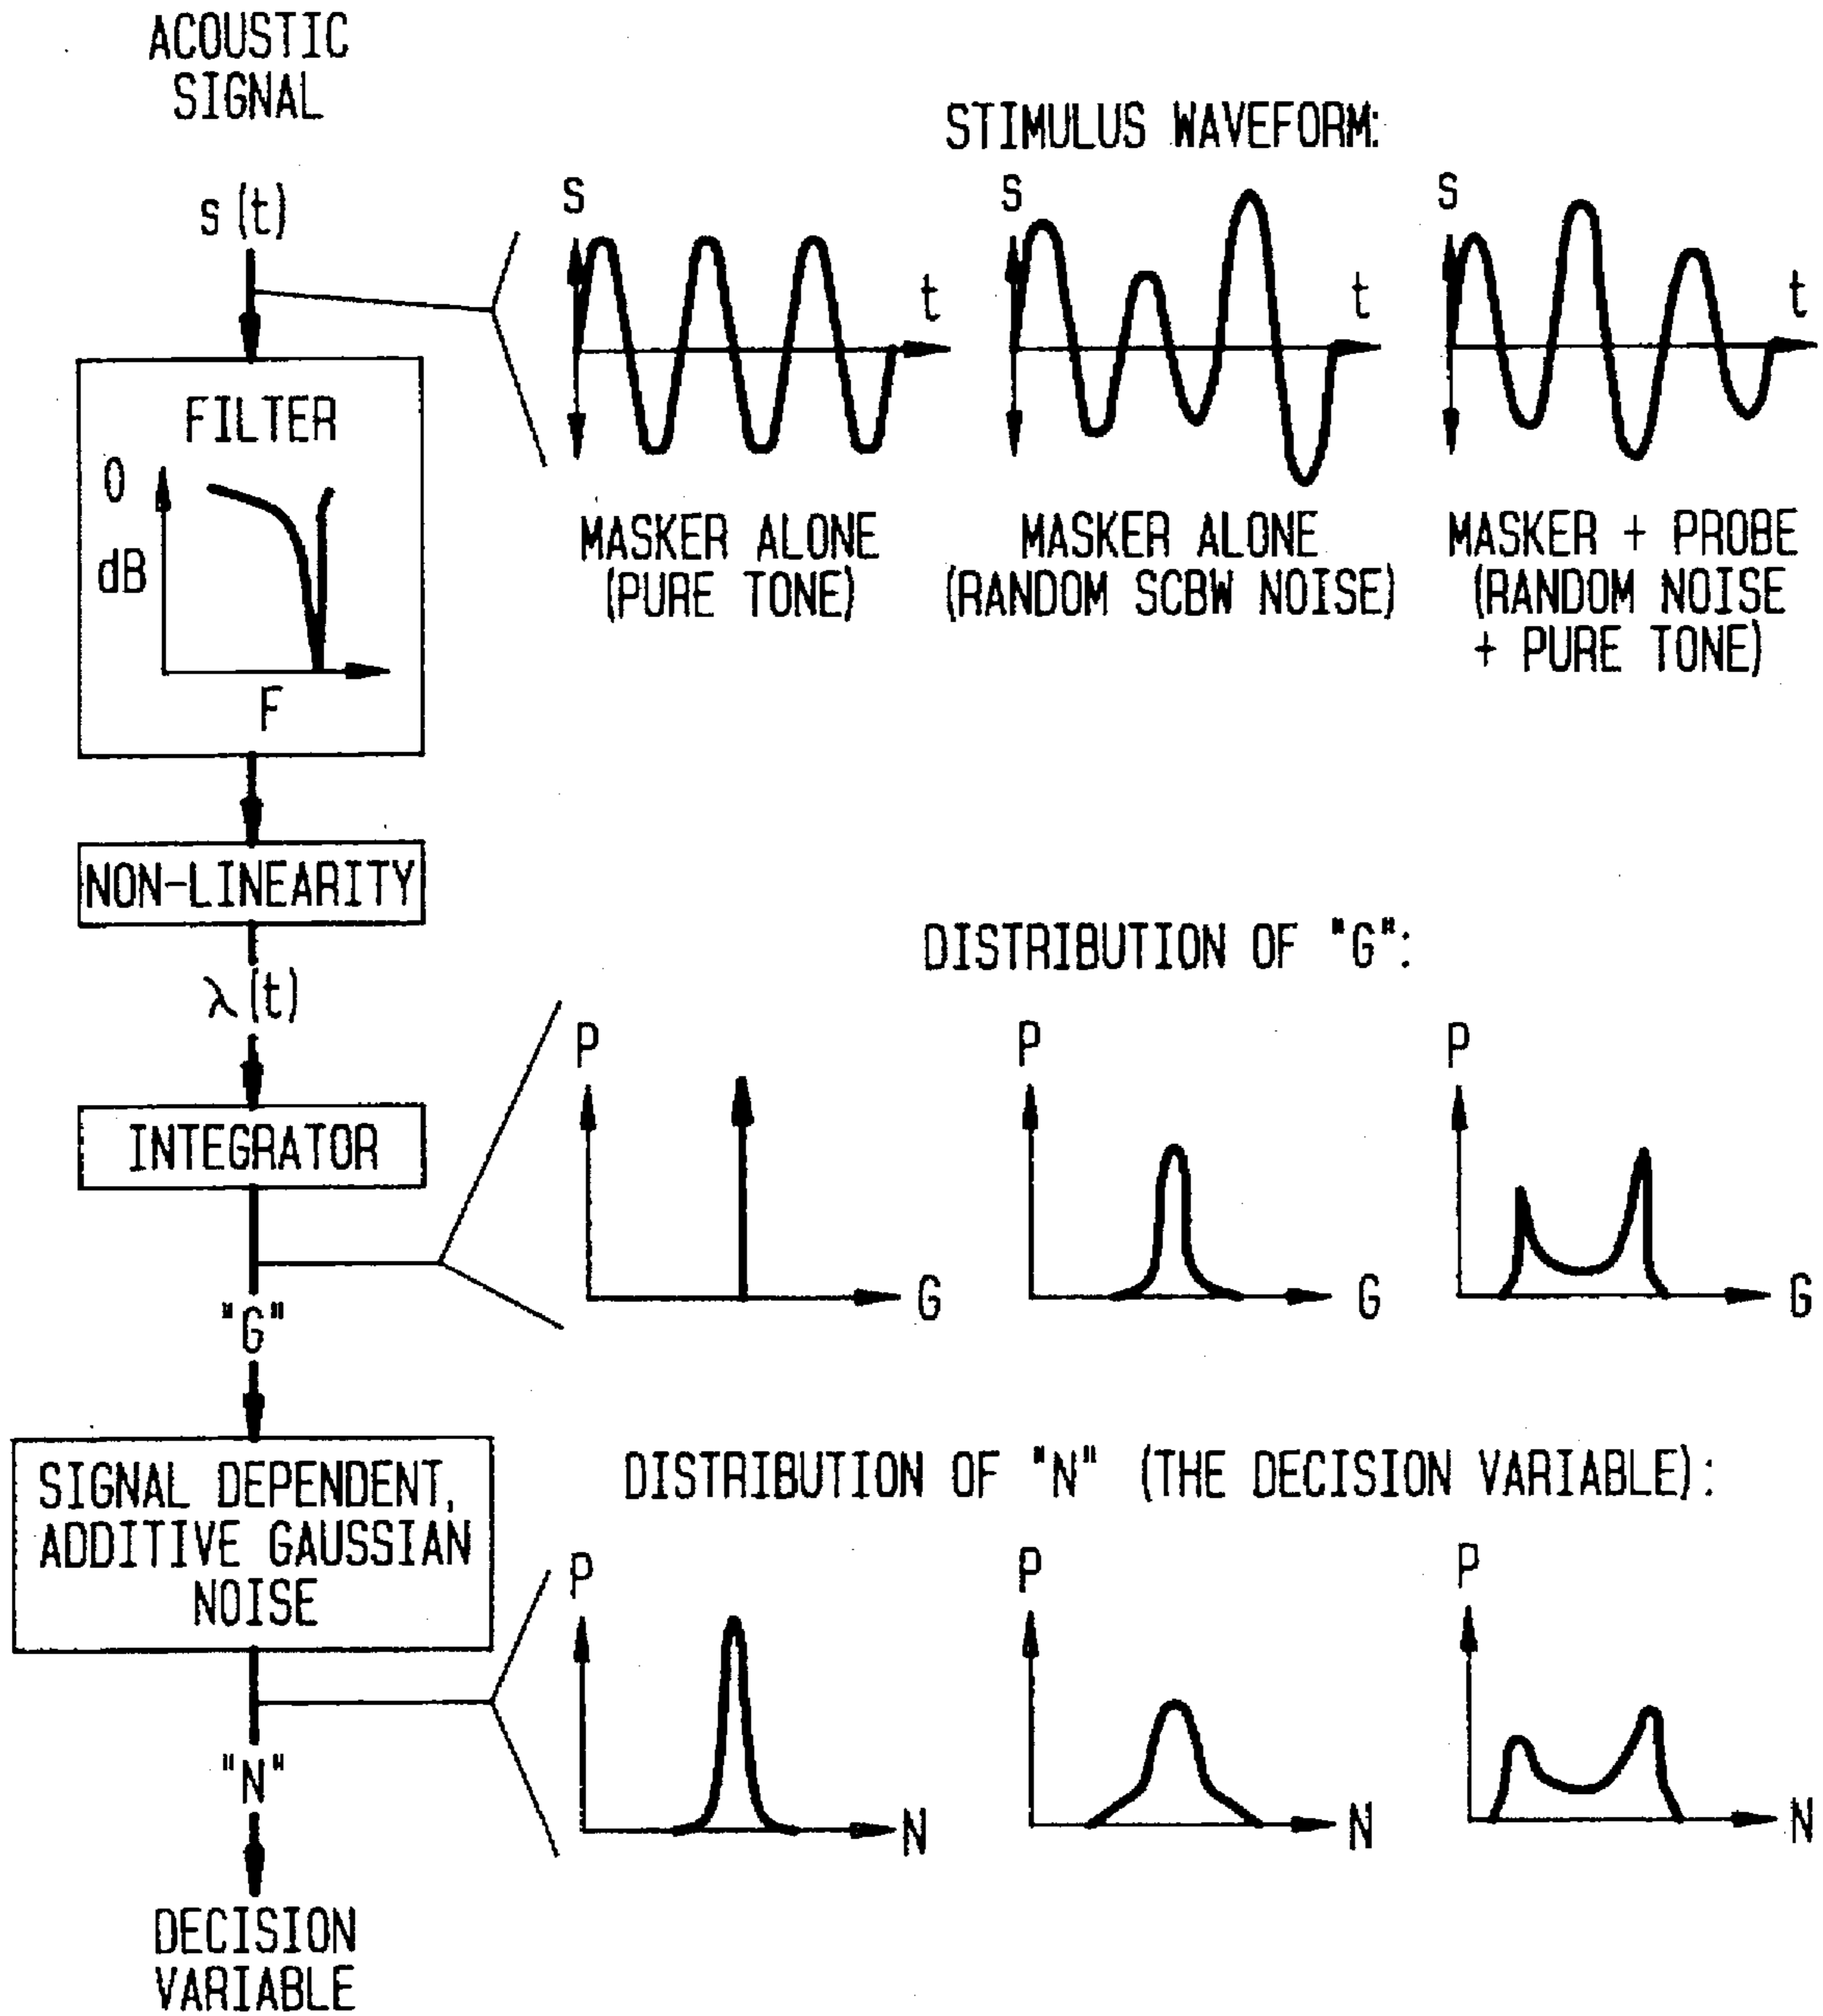 ACOUSTIC
SIGNAL
s(t)
STIMULUS WAVEFORM:
S
t
S
t
S
t
FILTER
0
dB
F
MASKER ALONE
(PURE TONE)
MASKER ALONE
(RANDOM SCBW NOISE)
MASKER + PROBE
(RANDOM NOISE
+ PURE TONE)
NON-LINEARITY
λ(t)
DISTRIBUTION OF "G":
P
G
P
G
P
G
INTEGRATOR
"G"
SIGNAL DEPENDENT,
ADDITIVE GAUSSIAN
NOISE
DISTRIBUTION OF "N" (THE DECISION VARIABLE):
P
N
P
N
P
N
"N"
DECISION
VARIABLE